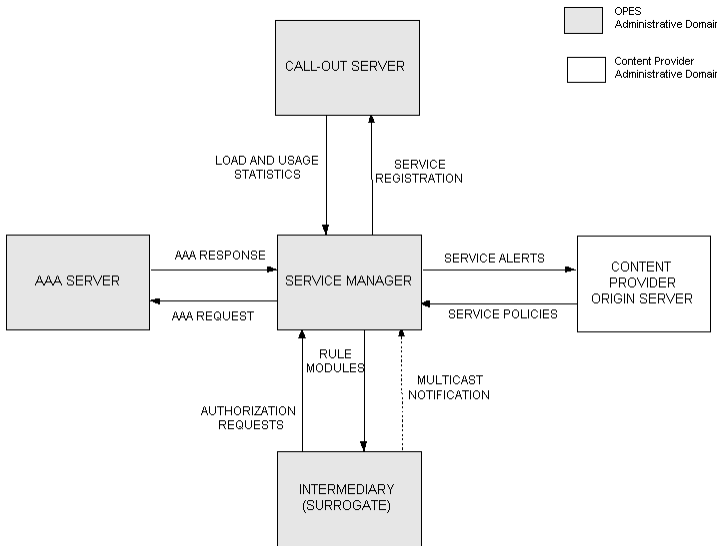 OPES
Administrative Domain
CALL-OUT SERVER
Content Provider
Administrative Domain
LOAD AND USAGE
STATISTICS
SERVICE
REGISTRATION
AAA SERVER
AAA RESPONSE
AAA REQUEST
SERVICE MANAGER
SERVICE ALERTS
SERVICE POLICIES
CONTENT
PROVIDER
ORIGIN SERVER
RULE
MODULES
MULTICAST
NOTIFICATION
AUTHORIZATION
REQUESTS
INTERMEDIARY
(SURROGATE)